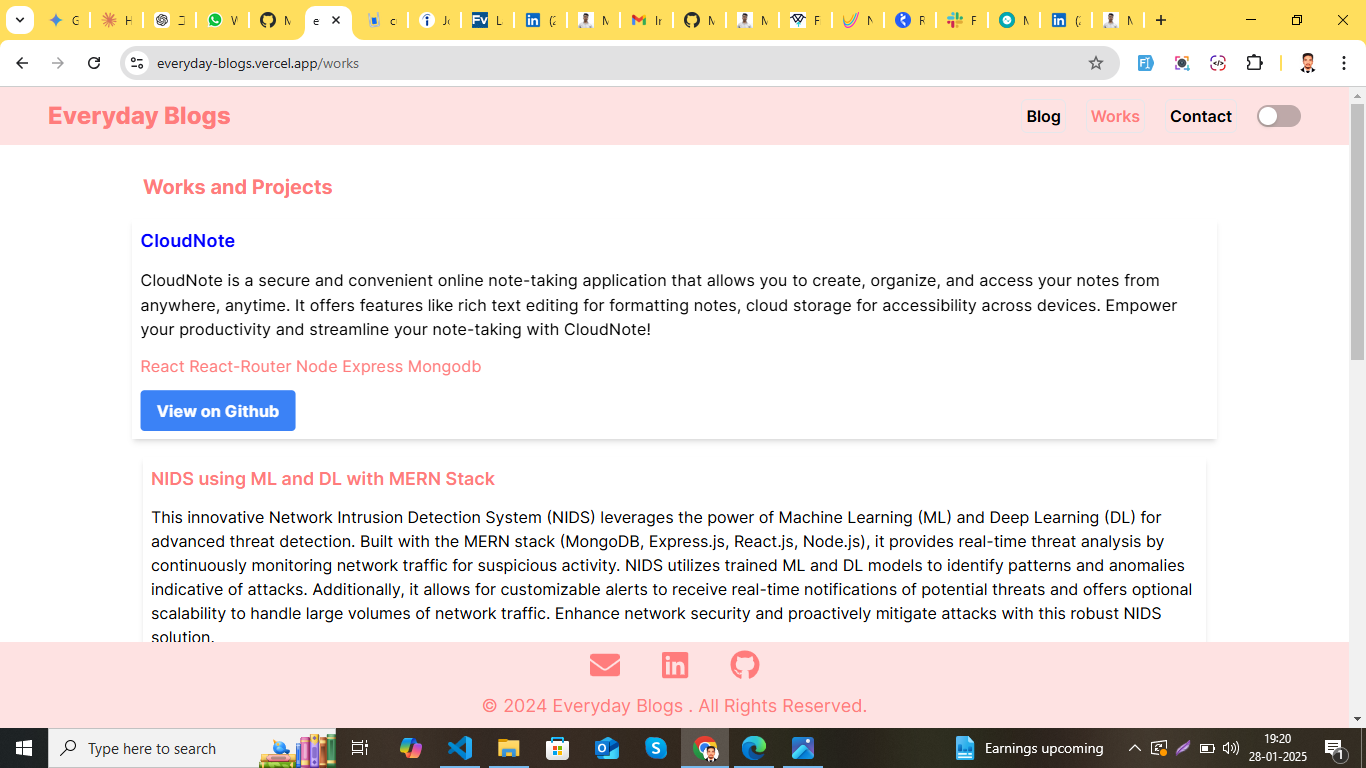 everyday-blogs.vercel.app/works
Everyday Blogs
Blog
Works
Contact
Works and Projects
CloudNote
CloudNote is a secure and convenient online note-taking application that allows you to create, organize, and access your notes from
anywhere, anytime. It offers features like rich text editing for formatting notes, cloud storage for accessibility across devices. Empower
your productivity and streamline your note-taking with CloudNote!
React React-Router Node Express Mongodb
View on Github
NIDS using ML and DL with MERN Stack
This innovative Network Intrusion Detection System (NIDS) leverages the power of Machine Learning (ML) and Deep Learning (DL) for
advanced threat detection. Built with the MERN stack (MongoDB, Express.js, React.js, Node.js), it provides real-time threat analysis by
continuously monitoring network traffic for suspicious activity. NIDS utilizes trained ML and DL models to identify patterns and anomalies
indicative of attacks. Additionally, it allows for customizable alerts to receive real-time notifications of potential threats and offers optional
scalability to handle large volumes of network traffic. Enhance network security and proactively mitigate attacks with this robust NIDS
solution.
© 2024 Everyday Blogs . All Rights Reserved.
Type here to search
Earnings upcoming
19:20
28-01-2025
1